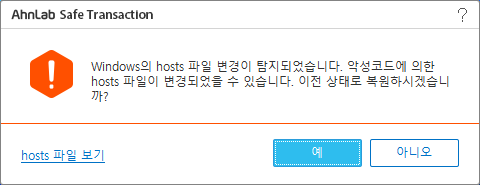 AhnLab Safe Transaction
?
Windows의 hosts 파일 변경이 탐지되었습니다. 악성코드에 의한
hosts 파일이 변경되었을 수 있습니다. 이전 상태로 복원하시겠습니
까?
hosts 파일 보기
예
아니오